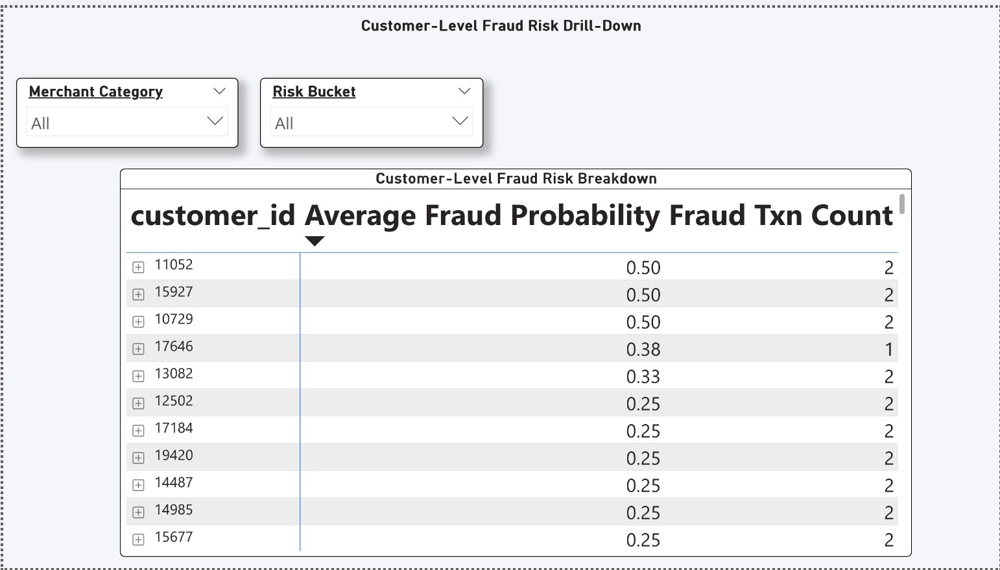 Customer-Level Fraud Risk Drill-Down
Merchant Category
All
Risk Bucket
All
Customer-Level Fraud Risk Breakdown
customer_id Average Fraud Probability Fraud Txn Count
11052 0.50 2
15927 0.50 2
10729 0.50 2
17646 0.38 1
13082 0.33 2
12502 0.25 2
17184 0.25 2
19420 0.25 2
14487 0.25 2
14985 0.25 2
15677 0.25 2